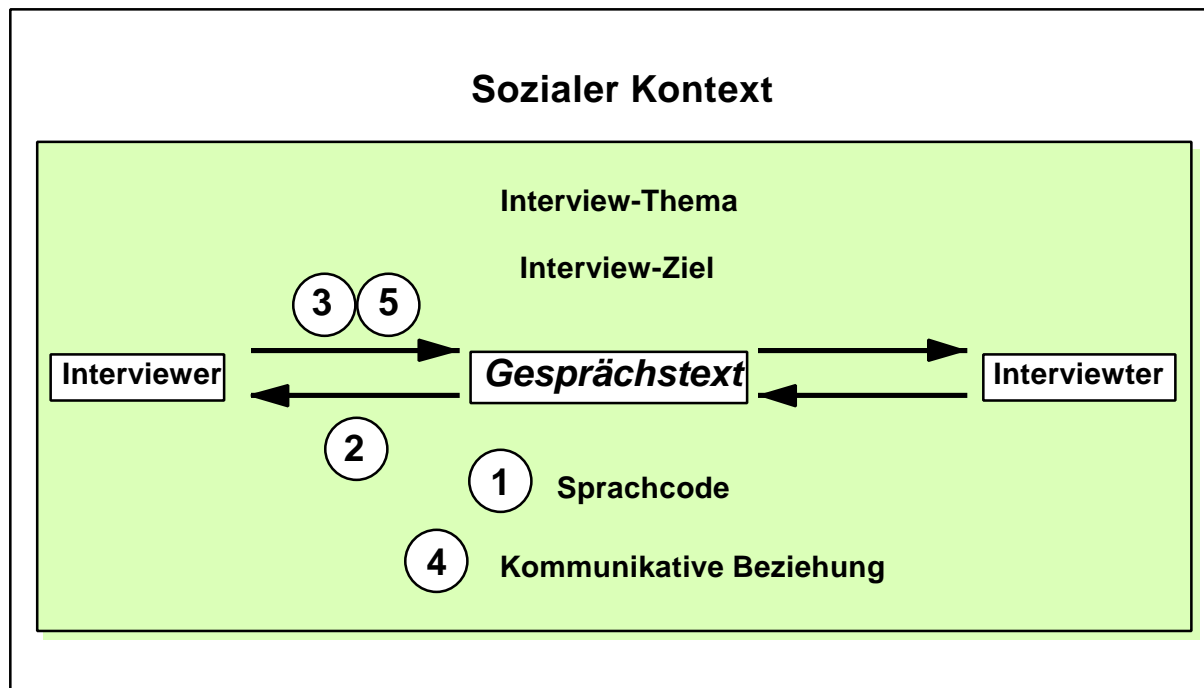 Sozialer Kontext
Interview-Thema
Interview-Ziel
3 5
Interviewer
Gesprächstext
Interviewter
2
1 Sprachcode
4 Kommunikative Beziehung